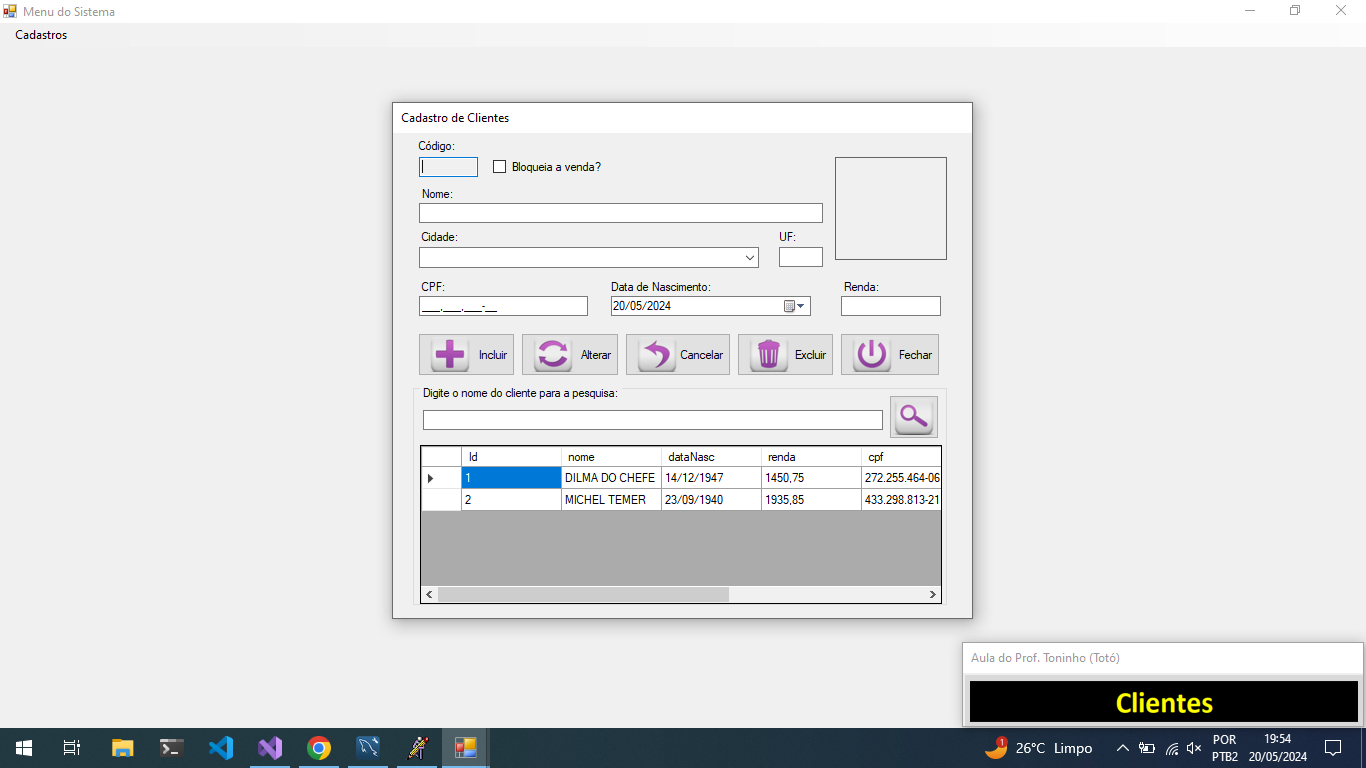 Menu do Sistema
Cadastros
Cadastro de Clientes
Código:
Bloqueia a venda?
Nome:
Cidade:
UF:
CPF:
Data de Nascimento:
Renda:
___.___.___-__
20/05/2024
Incluir
Alterar
Cancelar
Excluir
Fechar
Digite o nome do cliente para a pesquisa:
Id nome dataNasc renda cpf
1 DILMA DO CHEFE 14/12/1947 1450,75 272.255.464-06
2 MICHEL TEMER 23/09/1940 1935,85 433.298.813-21
Aula do Prof. Toninho (Totó)
Clientes
1
26°C Limpo
POR
PTB2
19:54
20/05/2024